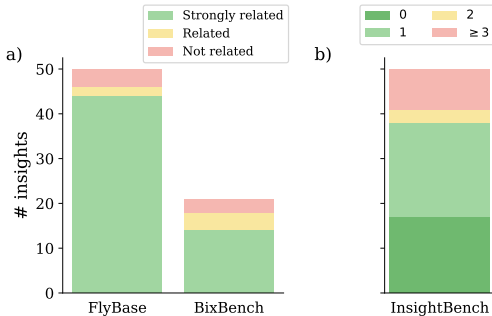 Strongly related
Related
Not related
0
1
2
≥ 3
a)
b)
50
40
30
20
10
0
# insights
FlyBase
BixBench
InsightBench